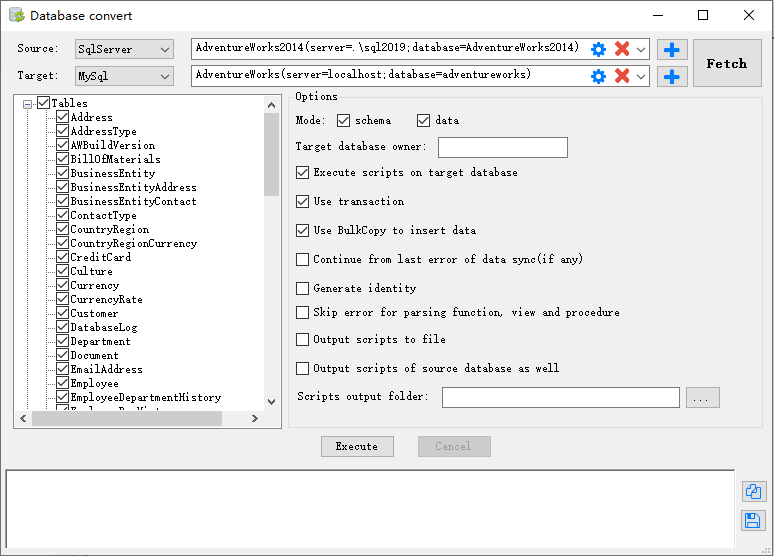 Database convert
Source: SqlServer AdventureWorks2014(server=.\sql2019;database=AdventureWorks2014)
Target: MySql AdventureWorks(server=localhost;database=adventureworks)
Fetch
Tables
Address
AddressType
AWBuildVersion
BillOfMaterials
BusinessEntity
BusinessEntityAddress
BusinessEntityContact
ContactType
CountryRegion
CountryRegionCurrency
CreditCard
Culture
Currency
CurrencyRate
Customer
DatabaseLog
Department
Document
EmailAddress
Employee
EmployeeDepartmentHistory
Options
Mode: schema data
Target database owner:
Execute scripts on target database
Use transaction
Use BulkCopy to insert data
Continue from last error of data sync(if any)
Generate identity
Skip error for parsing function, view and procedure
Output scripts to file
Output scripts of source database as well
Scripts output folder: ...
Execute Cancel